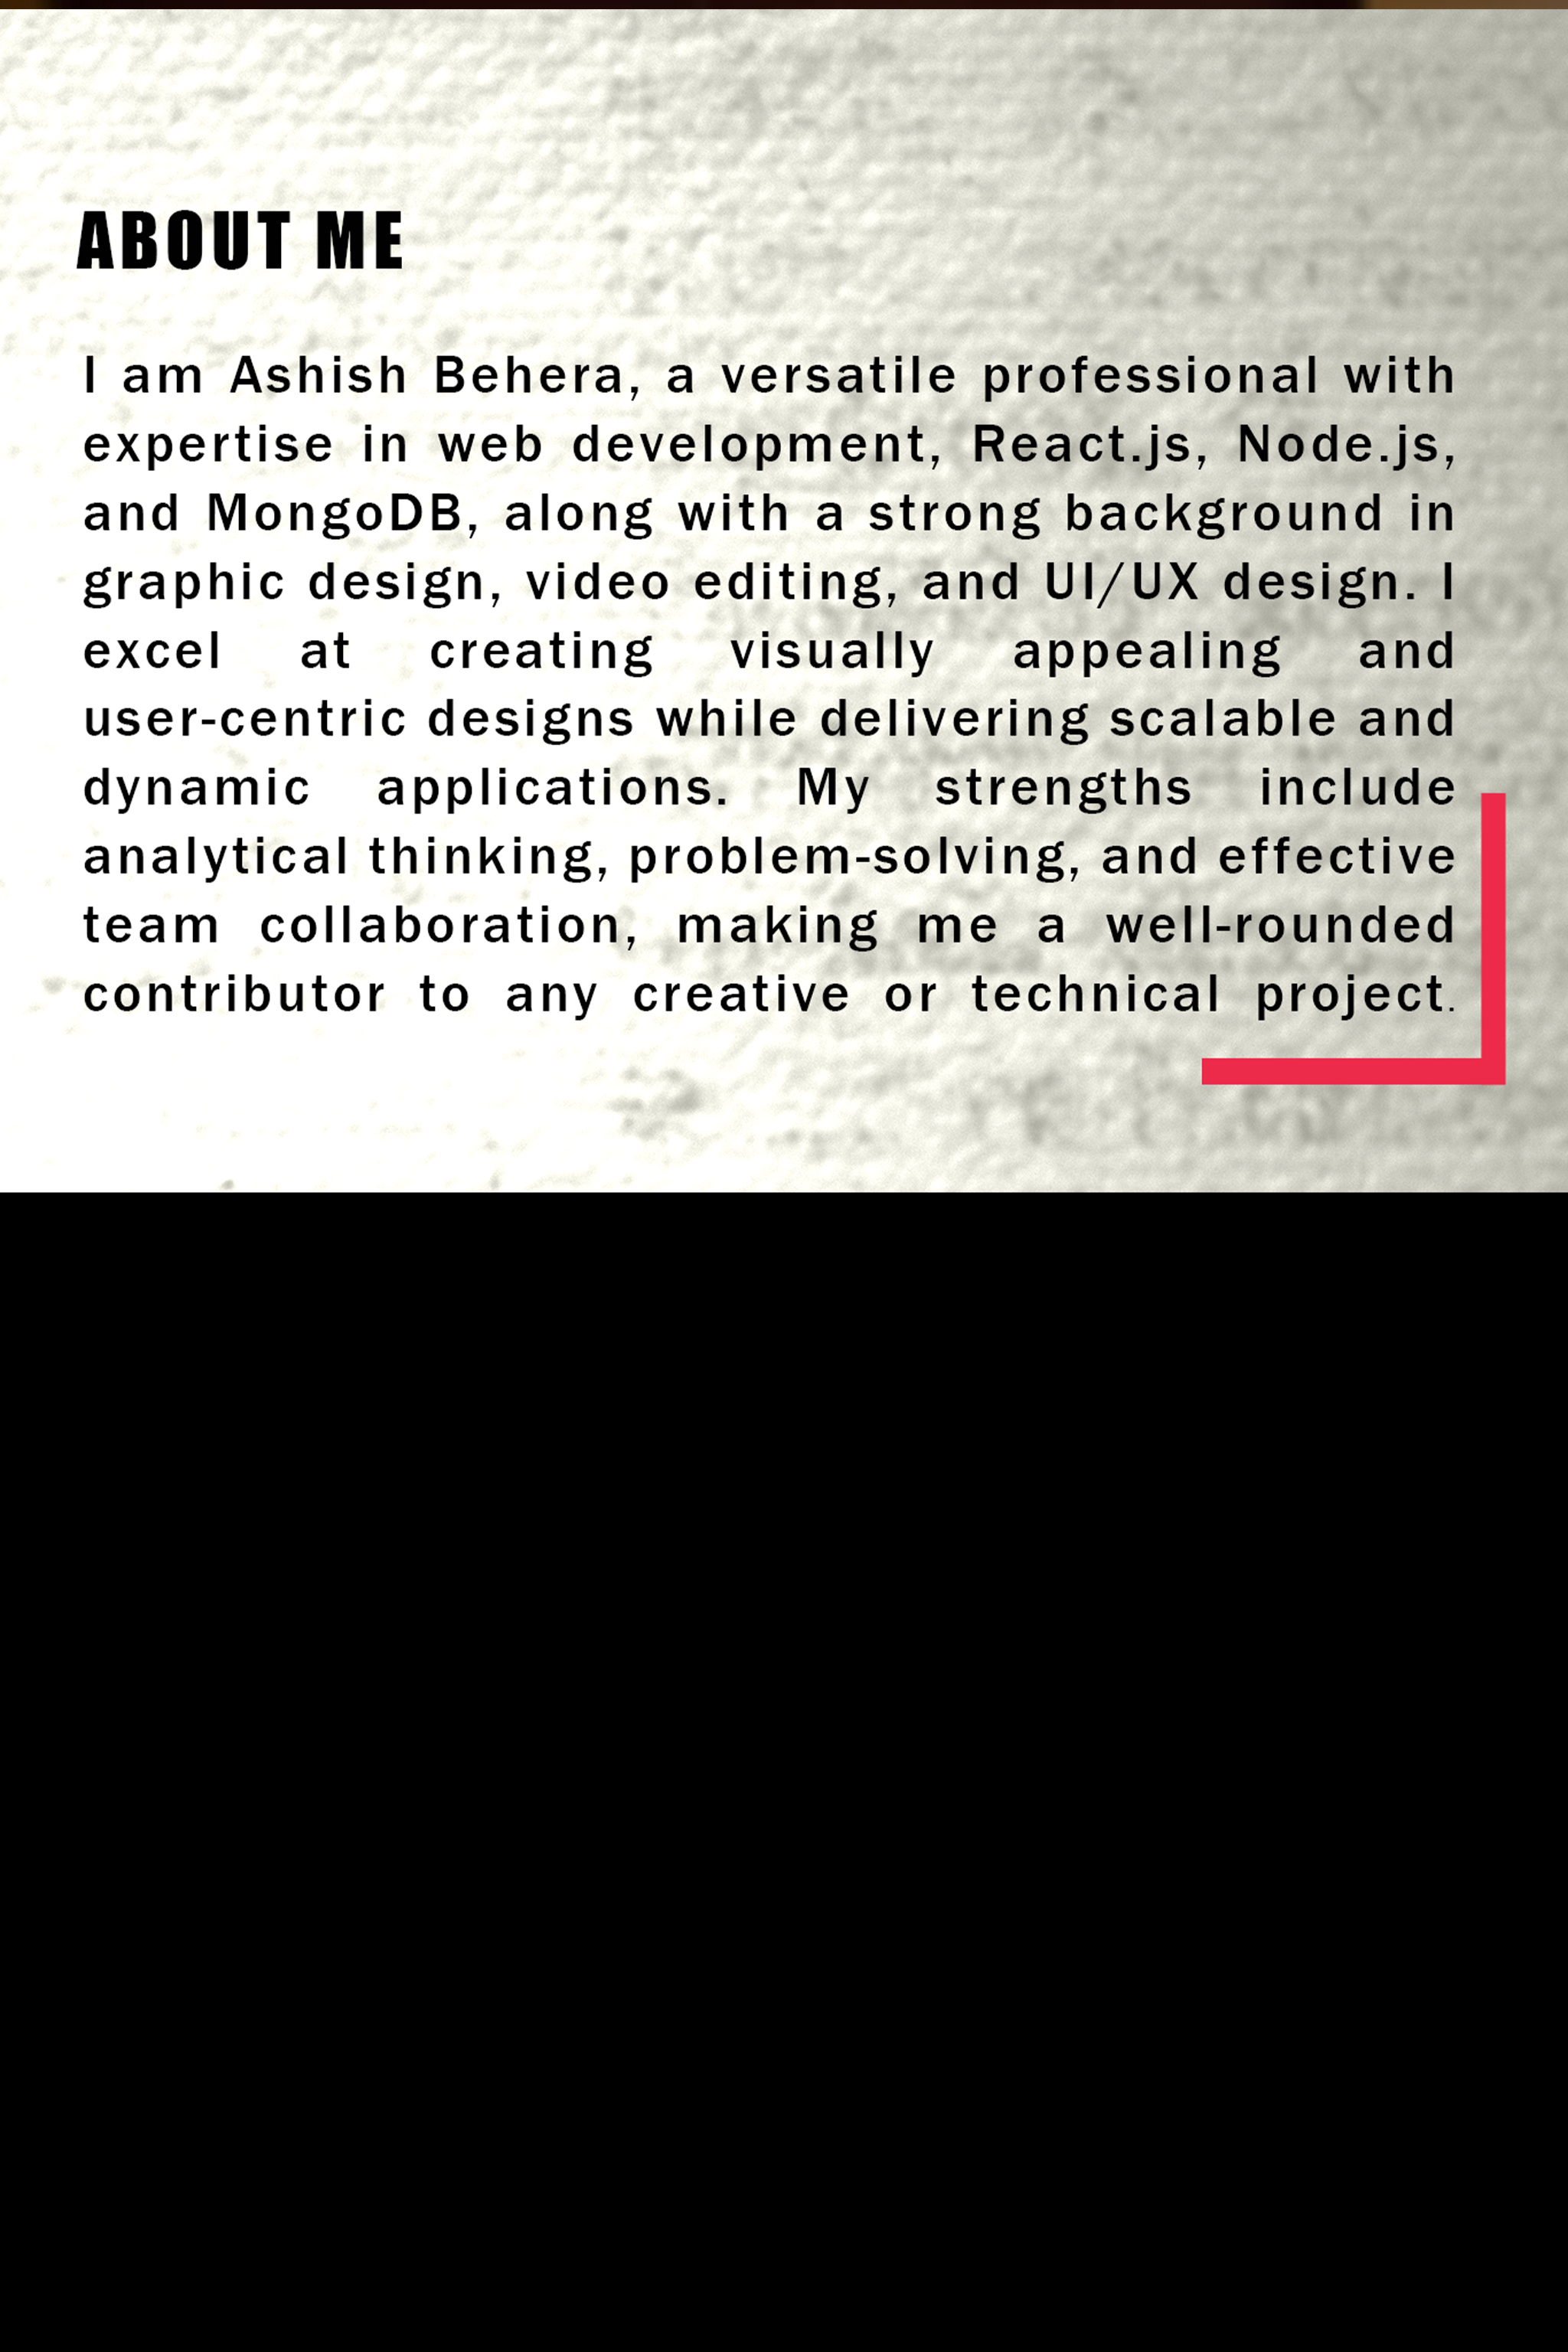 ABOUT ME
I am Ashish Behera, a versatile professional with
expertise in web development, React.js, Node.js,
and MongoDB, along with a strong background in
graphic design, video editing, and UI/UX design. I
excel at creating visually appealing and
user-centric designs while delivering scalable and
dynamic applications. My strengths include
analytical thinking, problem-solving, and effective
team collaboration, making me a well-rounded
contributor to any creative or technical project.